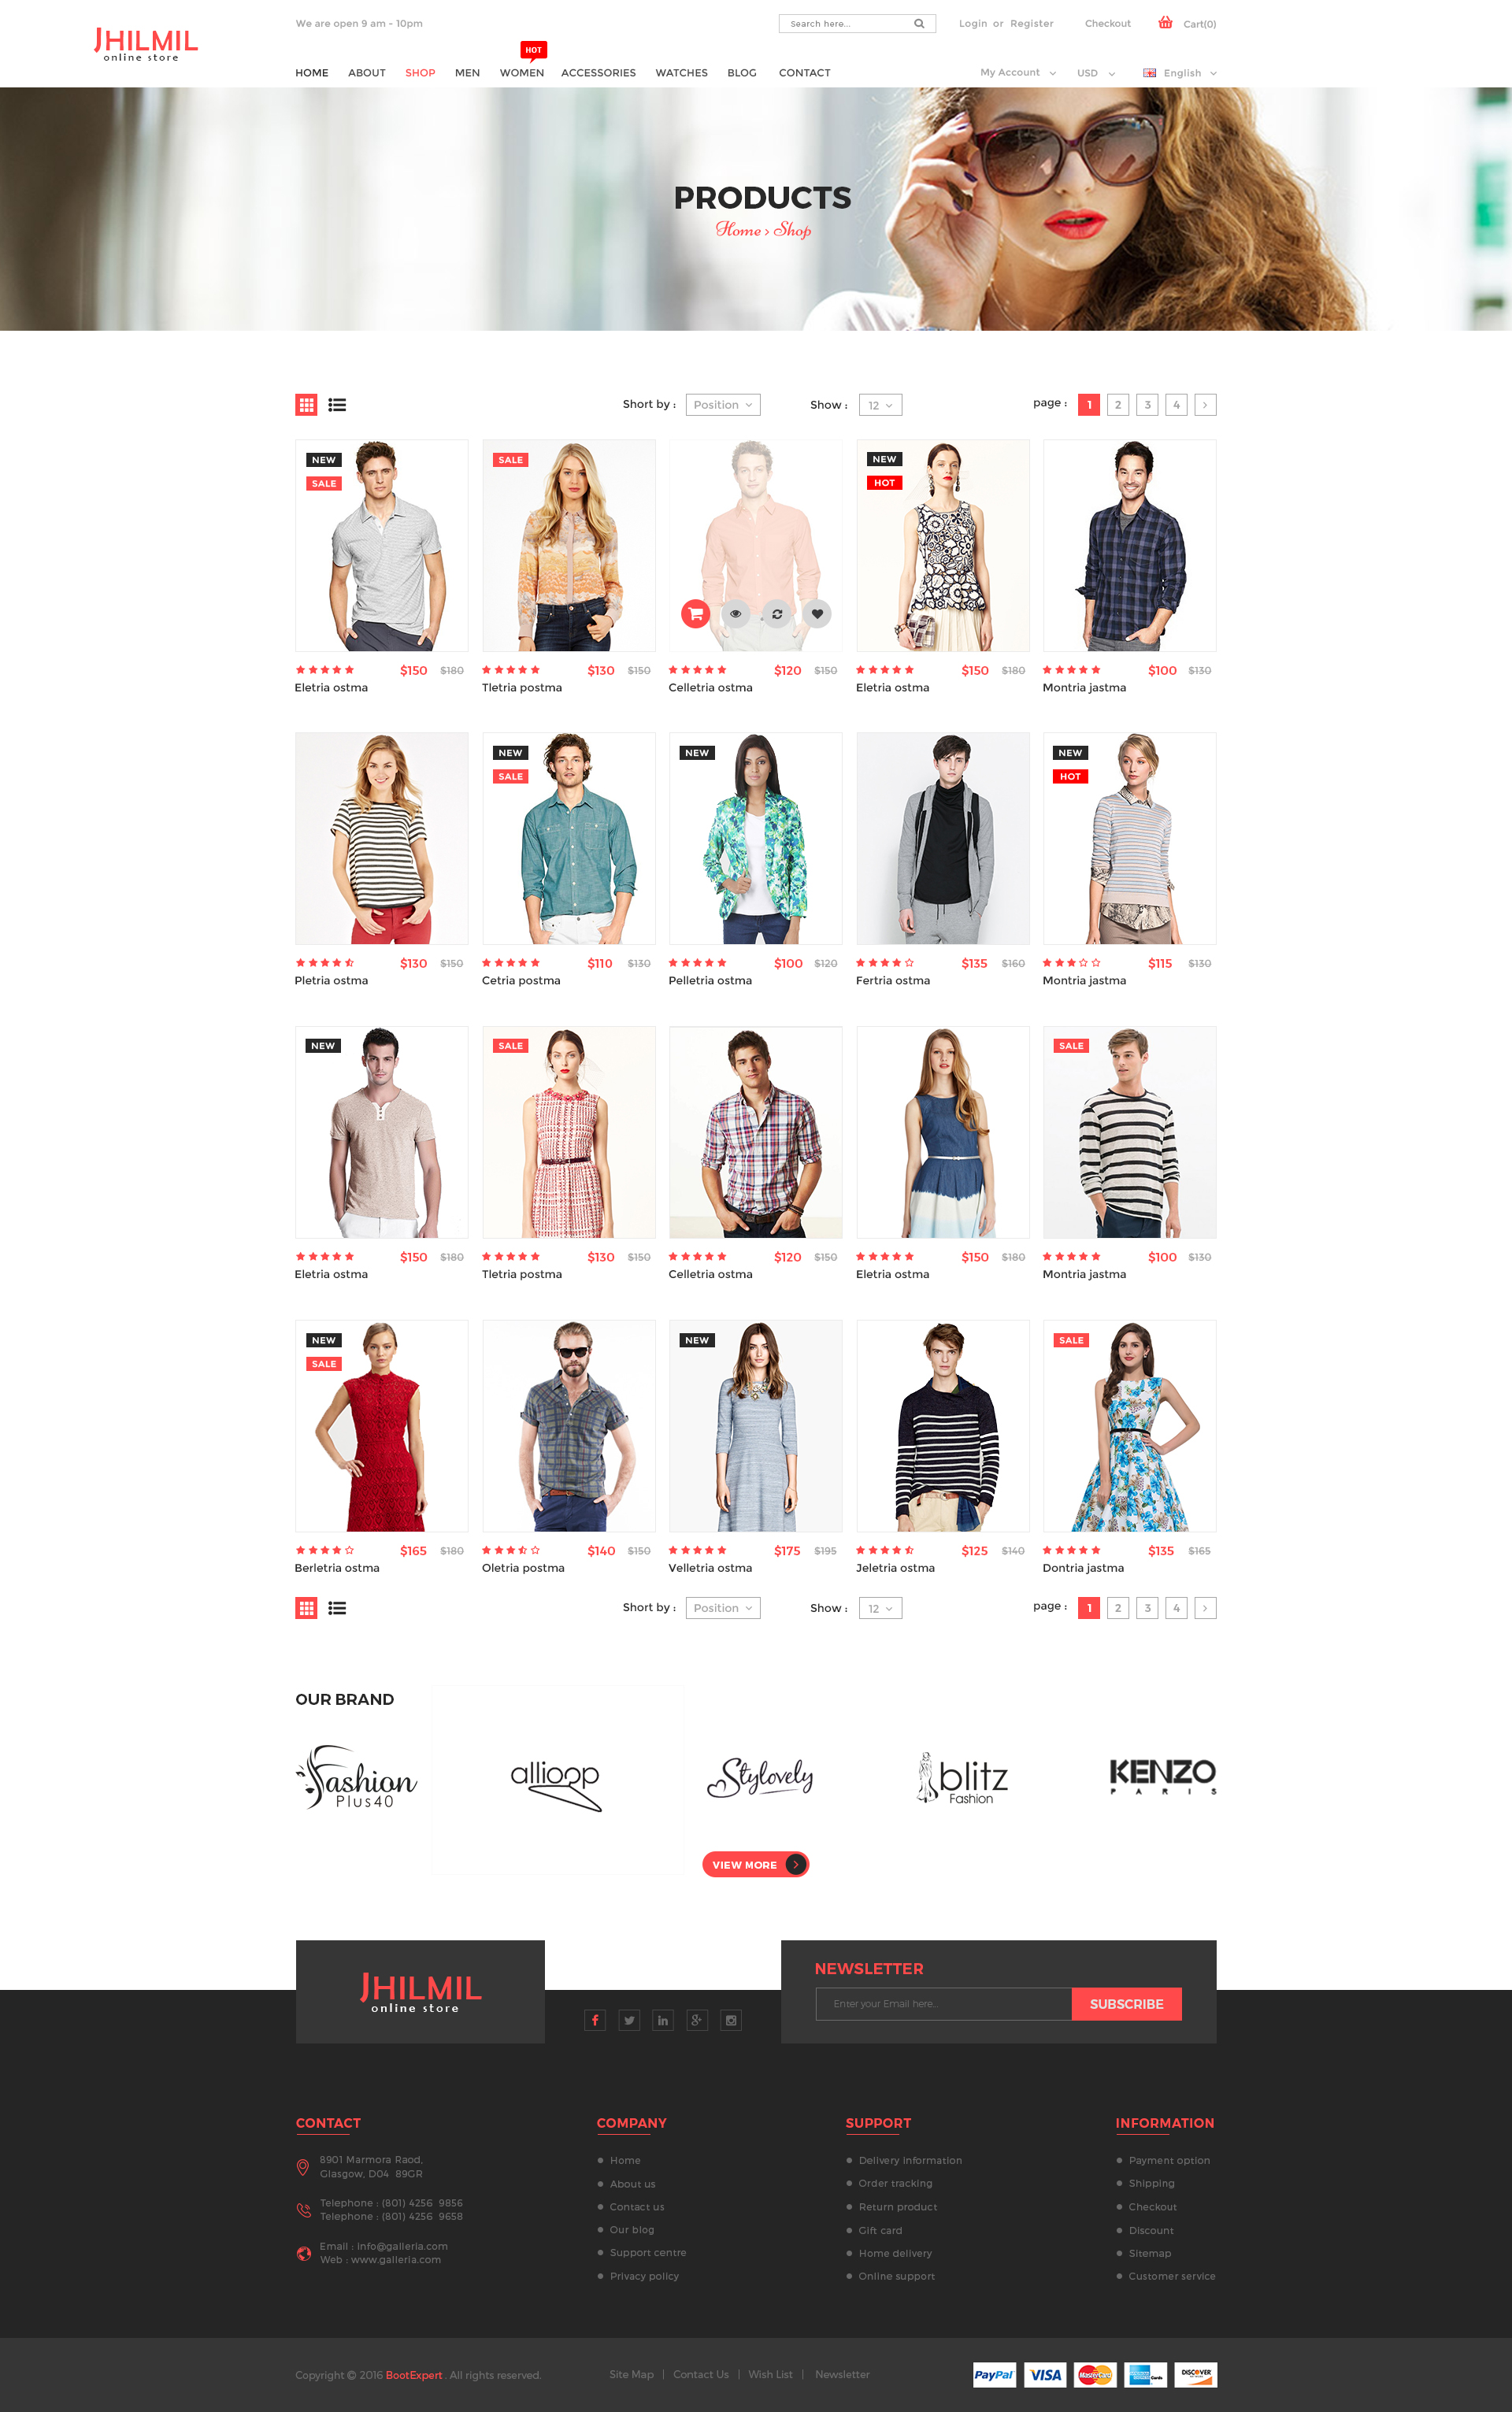 We are open 9 am - 10pm
Search here...
Login or Register
Checkout
Cart(0)
JHILMIL
online store
HOT
HOME ABOUT SHOP MEN WOMEN ACCESSORIES WATCHES BLOG CONTACT
My Account USD English
PRODUCTS
Home > Shop
Short by : Position Show : 12 page : 1 2 3 4 >
NEW SALE
SALE
NEW HOT
$150 $180 $130 $150 $120 $150 $150 $180 $100 $130
Eletria ostma Tletria postma Celletria ostma Eletria ostma Montria jastma
NEW SALE
NEW
NEW HOT
$130 $150 $110 $130 $100 $120 $135 $160 $115 $130
Pletria ostma Cetria postma Pelletria ostma Fertria ostma Montria jastma
NEW
SALE
SALE
$150 $180 $130 $150 $120 $150 $150 $180 $100 $130
Eletria ostma Tletria postma Celletria ostma Eletria ostma Montria jastma
NEW SALE
NEW
SALE
$165 $180 $140 $150 $175 $195 $125 $140 $135 $165
Berletria ostma Oletria postma Velletria ostma Jeletria ostma Dontria jastma
Short by : Position Show : 12 page : 1 2 3 4 >
OUR BRAND
Fashion
Plus40
allioop
Stylovely
blitz
Fashion
KENZO
PARIS
VIEW MORE
JHILMIL
online store
NEWSLETTER
Enter your Email here...
SUBSCRIBE
CONTACT
8901 Marmora Raod,
Glasgow, D04 89GR
Telephone : (801) 4256 9856
Telephone : (801) 4256 9658
Email : info@galleria.com
Web : www.galleria.com
COMPANY
Home
About us
Contact us
Our blog
Support centre
Privacy policy
SUPPORT
Delivery information
Order tracking
Return product
Gift card
Home delivery
Online support
INFORMATION
Payment option
Shipping
Checkout
Discount
Sitemap
Customer service
Copyright © 2016 BootExpert . All rights reserved.
Site Map | Contact Us | Wish List | Newsletter
PayPal
VISA
MasterCard
DISCOVER